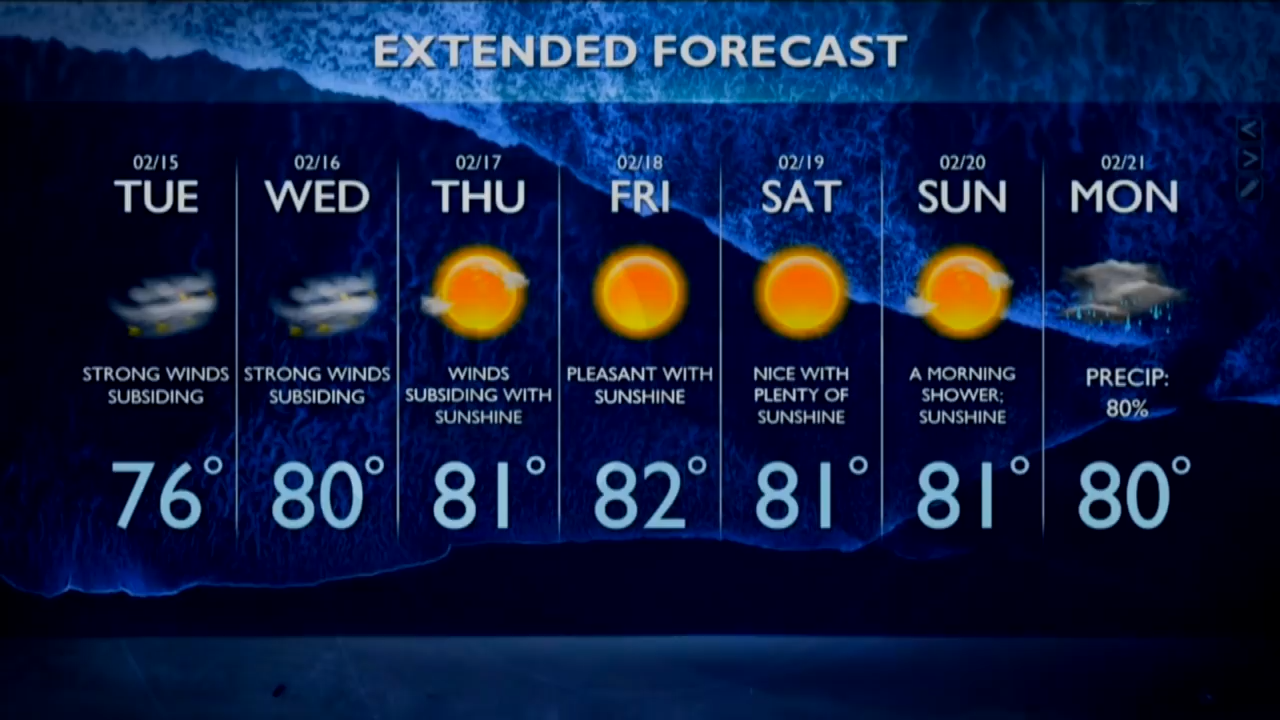 EXTENDED FORECAST
02/15
TUE
STRONG WINDS
SUBSIDING
76°
02/16
WED
STRONG WINDS
SUBSIDING
80°
02/17
THU
WINDS
SUBSIDING WITH
SUNSHINE
81°
02/18
FRI
PLEASANT WITH
SUNSHINE
82°
02/19
SAT
NICE WITH
PLENTY OF
SUNSHINE
81°
02/20
SUN
A MORNING
SHOWER;
SUNSHINE
81°
02/21
MON
PRECIP:
80%
80°